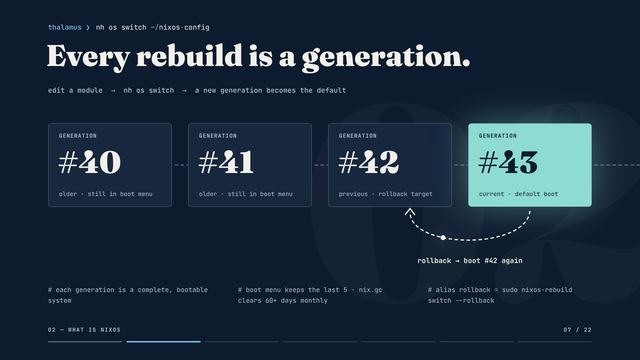 thalamus ❯ nh os switch ~/nixos-config
Every rebuild is a generation.
edit a module → nh os switch → a new generation becomes the default
02
GENERATION
#40
older · still in boot menu
GENERATION
#41
older · still in boot menu
GENERATION
#42
previous · rollback target
GENERATION
#43
current · default boot
rollback → boot #42 again
# each generation is a complete, bootable
system
# boot menu keeps the last 5 · nix.gc
clears 60+ days monthly
# alias rollback = sudo nixos-rebuild
switch --rollback
02 — WHAT IS NIXOS
07 / 22